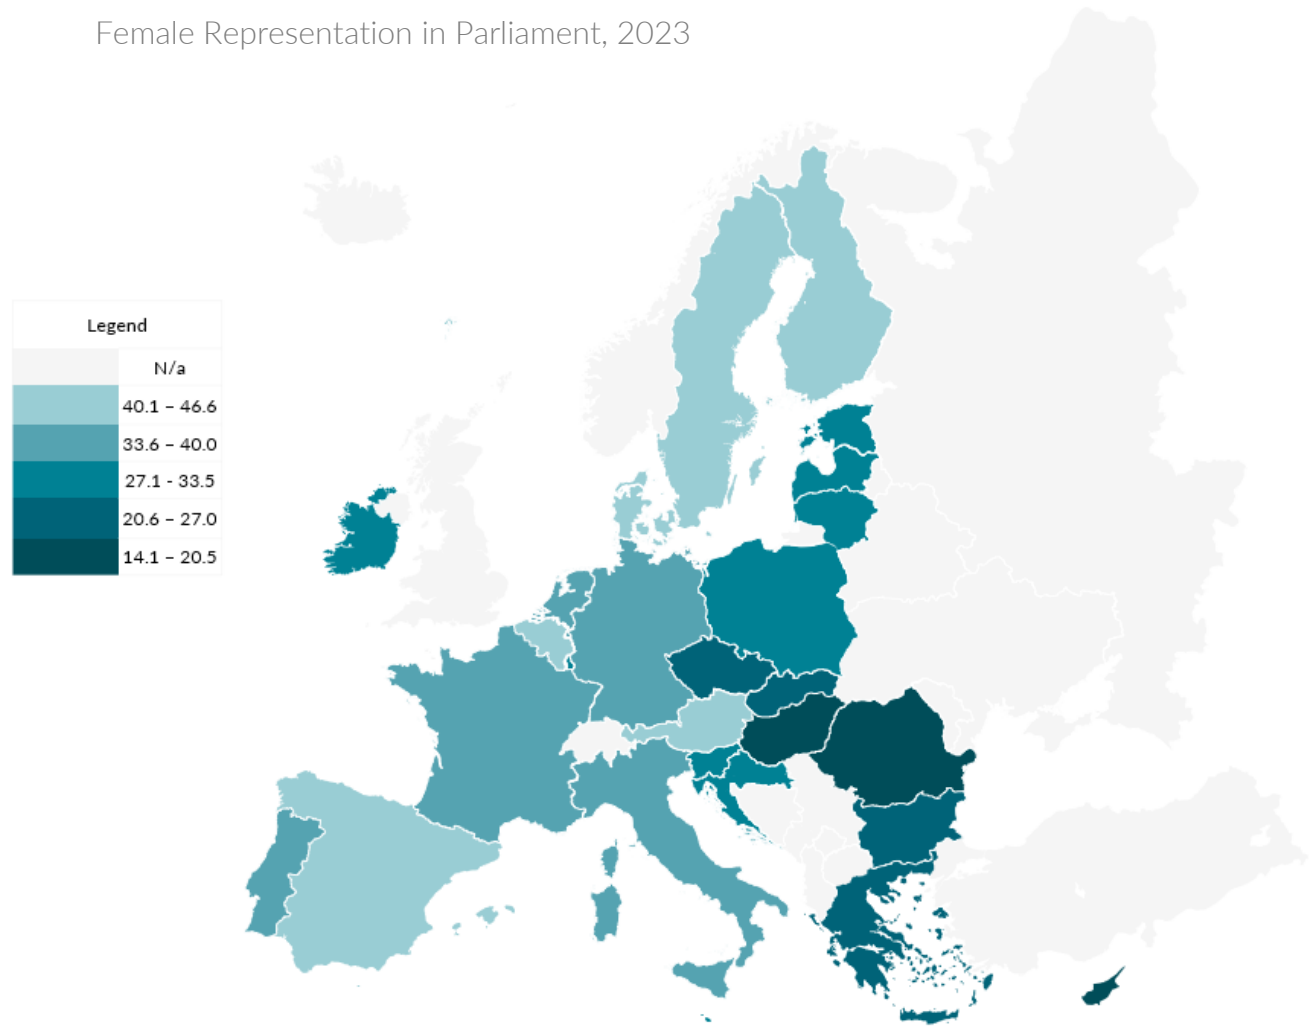 Female Representation in Parliament, 2023
Legend
N/a
40.1 – 46.6
33.6 – 40.0
27.1 - 33.5
20.6 – 27.0
14.1 – 20.5